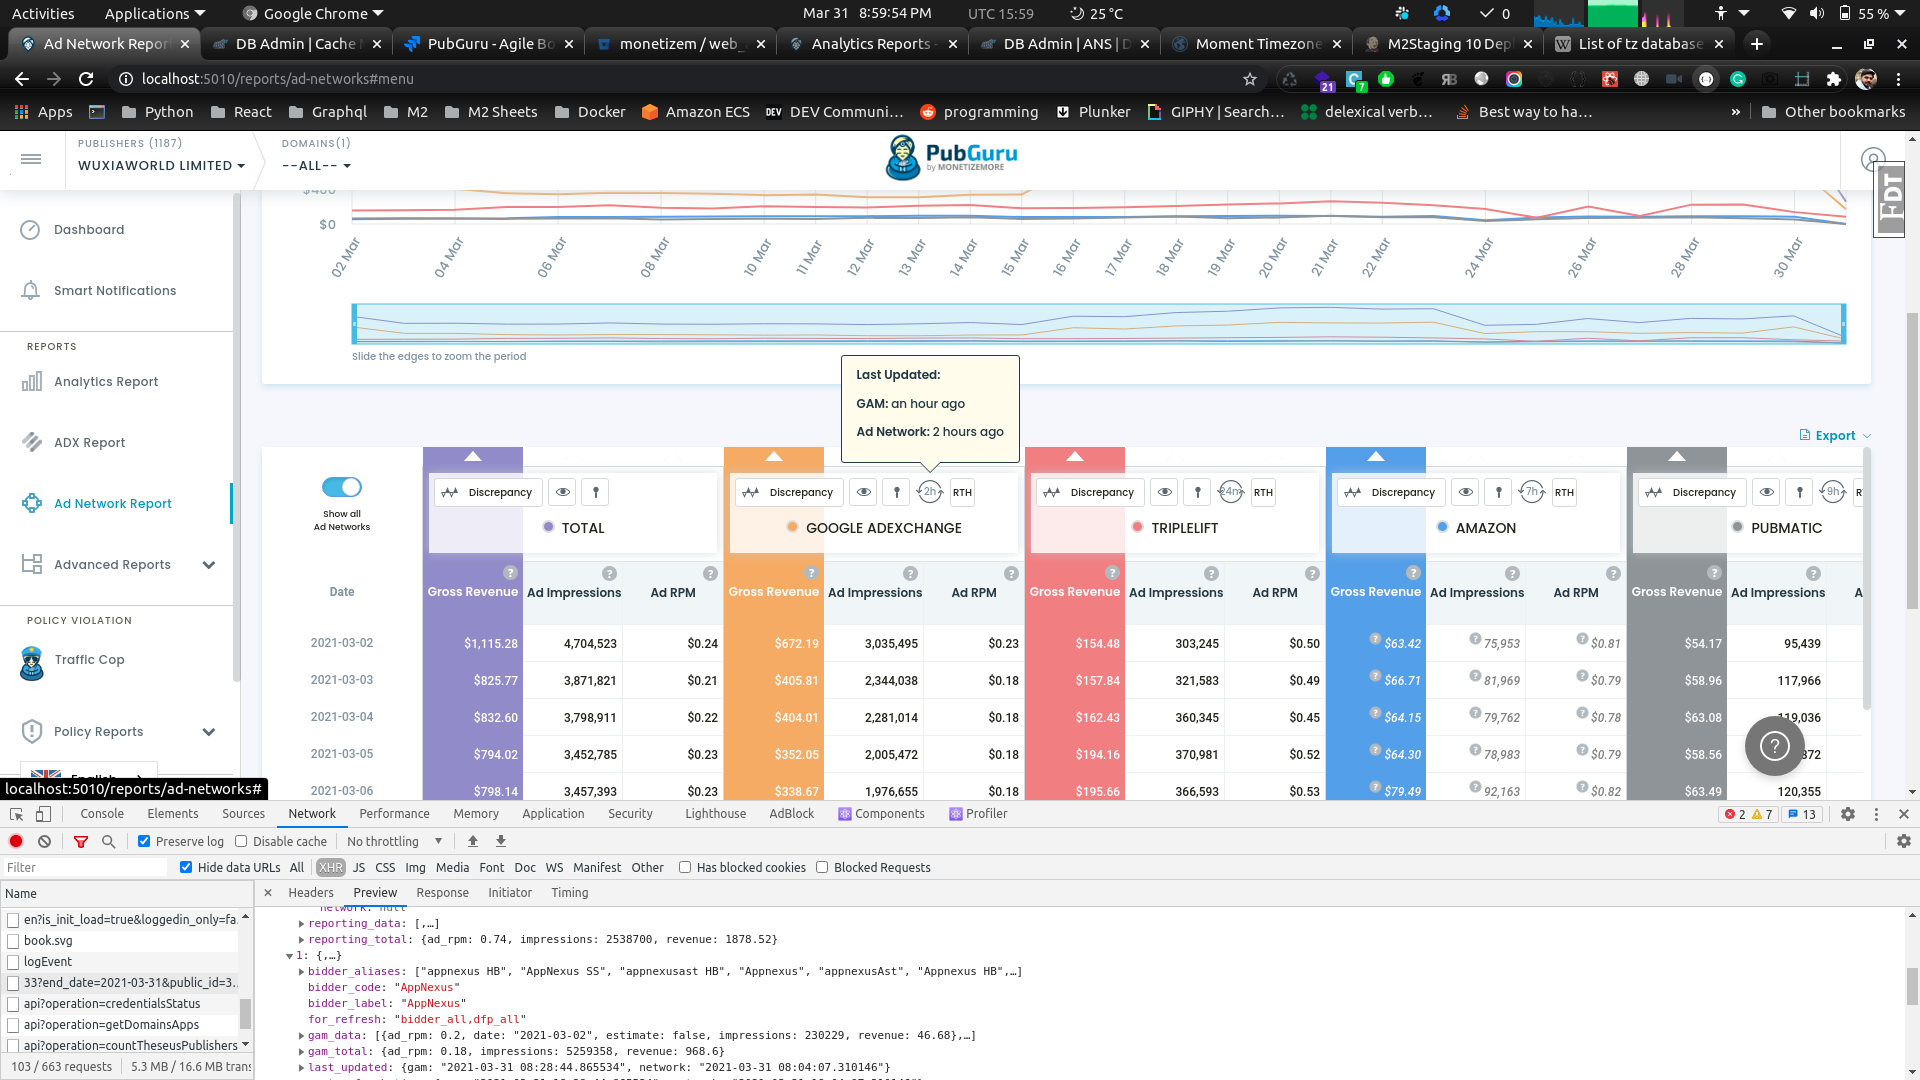 Activities Applications Google Chrome Mar 31 8:59:54 PM UTC 15:59 25 °C 0 55 %
Ad Network Repor DB Admin | Cache PubGuru - Agile Bo monetizem / web_ Analytics Reports - DB Admin | ANS | D Moment Timezone M2Staging 10 Dep List of tz database
localhost:5010/reports/ad-networks#menu 21 7
Apps Python React Graphql M2 M2 Sheets Docker Amazon ECS DEV Communi… programming Plunker GIPHY | Search… delexical verb… Best way to ha… » Other bookmarks
PUBLISHERS (1187) DOMAINS(1)
WUXIAWORLD LIMITED --ALL-- PubGuru
by MONETIZEMORE
FDT
$400
$0
02 Mar 04 Mar 06 Mar 08 Mar 10 Mar 11 Mar 12 Mar 13 Mar 14 Mar 15 Mar 16 Mar 17 Mar 18 Mar 19 Mar 20 Mar 21 Mar 22 Mar 24 Mar 26 Mar 28 Mar 30 Mar
Slide the edges to zoom the period
Dashboard
Smart Notifications
REPORTS
Analytics Report
ADX Report
Ad Network Report
Advanced Reports
POLICY VIOLATION
Traffic Cop
Policy Reports
English
localhost:5010/reports/ad-networks#
Last Updated:
GAM: an hour ago
Ad Network: 2 hours ago
Export
Show all
Ad Networks
Discrepancy Discrepancy 2h RTH Discrepancy 24m RTH Discrepancy 7h RTH Discrepancy 9h
TOTAL GOOGLE ADEXCHANGE TRIPLELIFT AMAZON PUBMATIC
Date Gross Revenue Ad Impressions Ad RPM Gross Revenue Ad Impressions Ad RPM Gross Revenue Ad Impressions Ad RPM Gross Revenue Ad Impressions Ad RPM Gross Revenue Ad Impressions A
2021-03-02 $1,115.28 4,704,523 $0.24 $672.19 3,035,495 $0.23 $154.48 303,245 $0.50 $63.42 75,953 $0.81 $54.17 95,439
2021-03-03 $825.77 3,871,821 $0.21 $405.81 2,344,038 $0.18 $157.84 321,583 $0.49 $66.71 81,969 $0.79 $58.96 117,966
2021-03-04 $832.60 3,798,911 $0.22 $404.01 2,281,014 $0.18 $162.43 360,345 $0.45 $64.15 79,762 $0.78 $63.08 119,036
2021-03-05 $794.02 3,452,785 $0.23 $352.05 2,005,472 $0.18 $194.16 370,981 $0.52 $64.30 78,983 $0.79 $58.56 872
2021-03-06 $798.14 3,457,393 $0.23 $338.67 1,976,655 $0.18 $195.66 366,593 $0.53 $79.49 92,163 $0.82 $63.49 120,355
Console Elements Sources Network Performance Memory Application Security Lighthouse AdBlock Components Profiler 2 7 13
Preserve log Disable cache No throttling
Filter Hide data URLs All XHR JS CSS Img Media Font Doc WS Manifest Other Has blocked cookies Blocked Requests
Name Headers Preview Response Initiator Timing
en?is_init_load=true&loggedin_only=fa…
book.svg
logEvent
33?end_date=2021-03-31&public_id=3…
api?operation=credentialsStatus
api?operation=getDomainsApps
api?operation=countTheseusPublishers
103 / 663 requests 5.3 MB / 16.6 MB trans
network: null
reporting_data: [,…]
reporting_total: {ad_rpm: 0.74, impressions: 2538700, revenue: 1878.52}
1: {,…}
bidder_aliases: ["appnexus HB", "AppNexus SS", "appnexusast HB", "Appnexus", "appnexusAst", "Appnexus HB",…]
bidder_code: "AppNexus"
bidder_label: "AppNexus"
for_refresh: "bidder_all,dfp_all"
gam_data: [{ad_rpm: 0.2, date: "2021-03-02", estimate: false, impressions: 230229, revenue: 46.68},…]
gam_total: {ad_rpm: 0.18, impressions: 5259358, revenue: 968.6}
last_updated: {gam: "2021-03-31 08:28:44.865534", network: "2021-03-31 08:04:07.310146"}